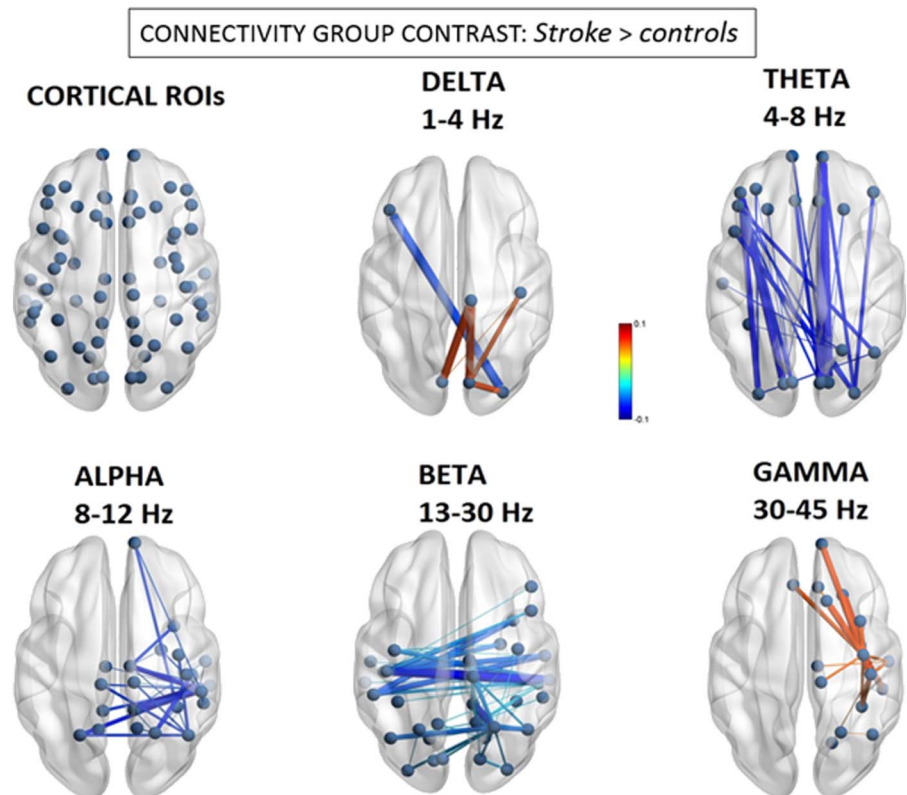 CONNECTIVITY GROUP CONTRAST: Stroke > controls
CORTICAL ROIs
DELTA
1-4 Hz
THETA
4-8 Hz
0.1
-0.1
ALPHA
8-12 Hz
BETA
13-30 Hz
GAMMA
30-45 Hz